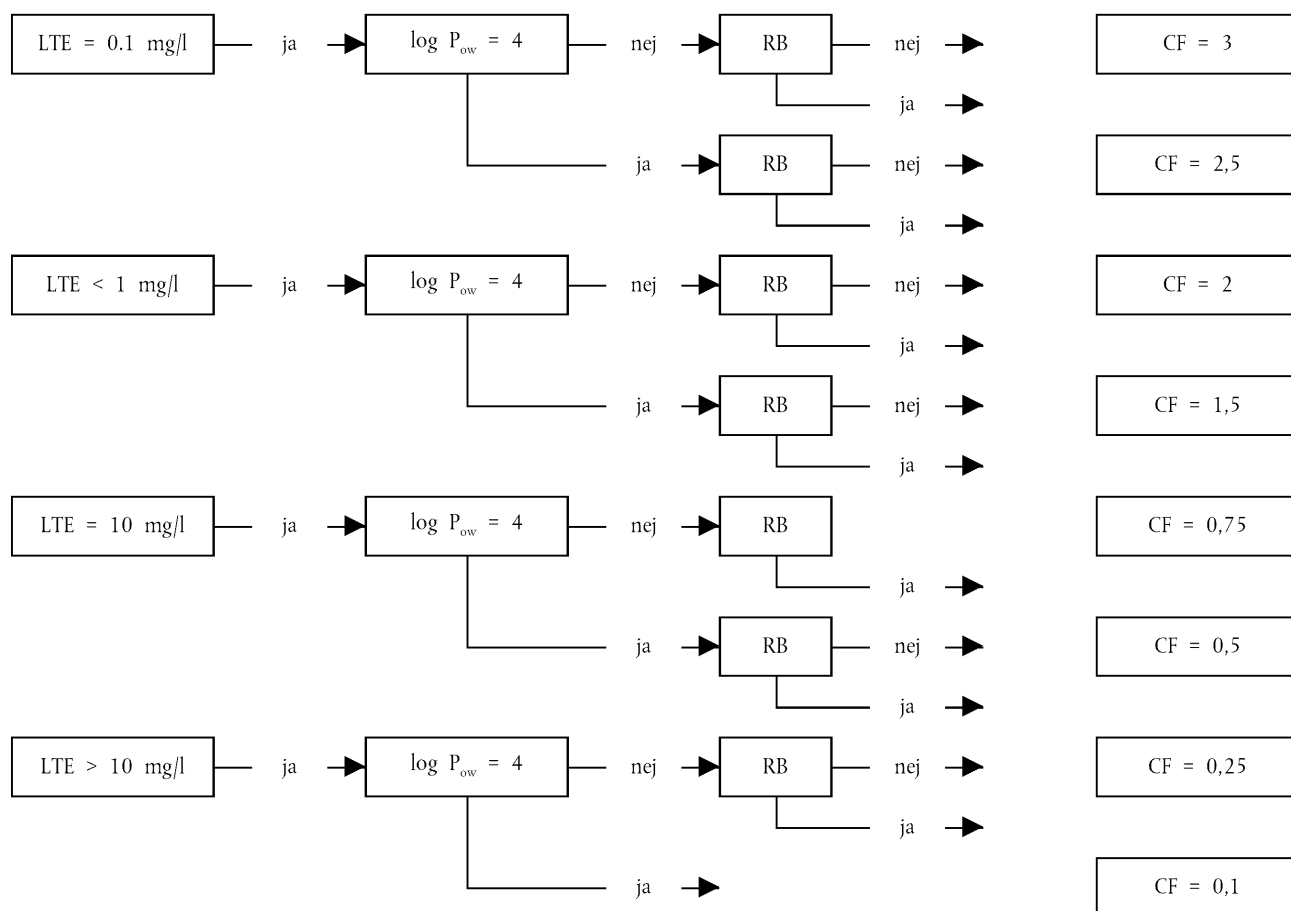 LTE = 0.1 mg/l ja log Pow = 4 nej RB nej CF = 3
ja
ja RB nej CF = 2,5
ja
LTE < 1 mg/l ja log Pow = 4 nej RB nej CF = 2
ja
ja RB nej CF = 1,5
ja
LTE = 10 mg/l ja log Pow = 4 nej RB CF = 0,75
ja
ja RB nej CF = 0,5
ja
LTE > 10 mg/l ja log Pow = 4 nej RB nej CF = 0,25
ja
ja CF = 0,1